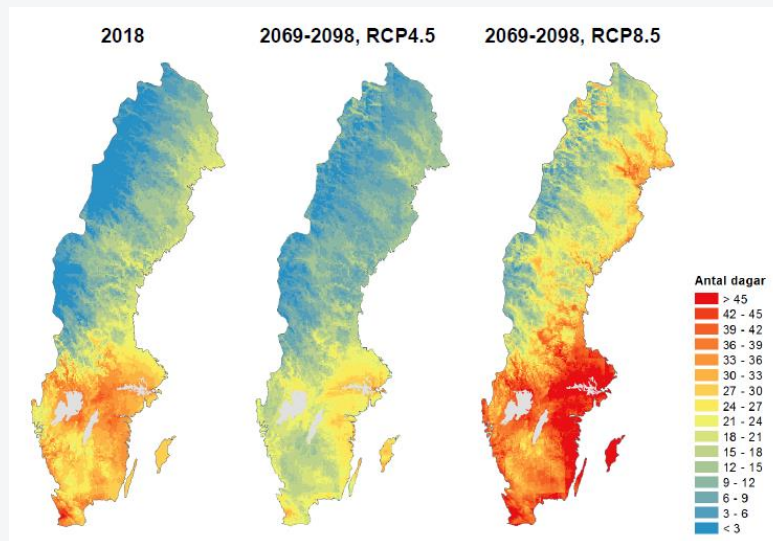 2018
2069-2098, RCP4.5
2069-2098, RCP8.5
Antal dagar
> 45
42 - 45
39 - 42
36 - 39
33 - 36
30 - 33
27 - 30
24 - 27
21 - 24
18 - 21
15 - 18
12 - 15
9 - 12
6 - 9
3 - 6
< 3